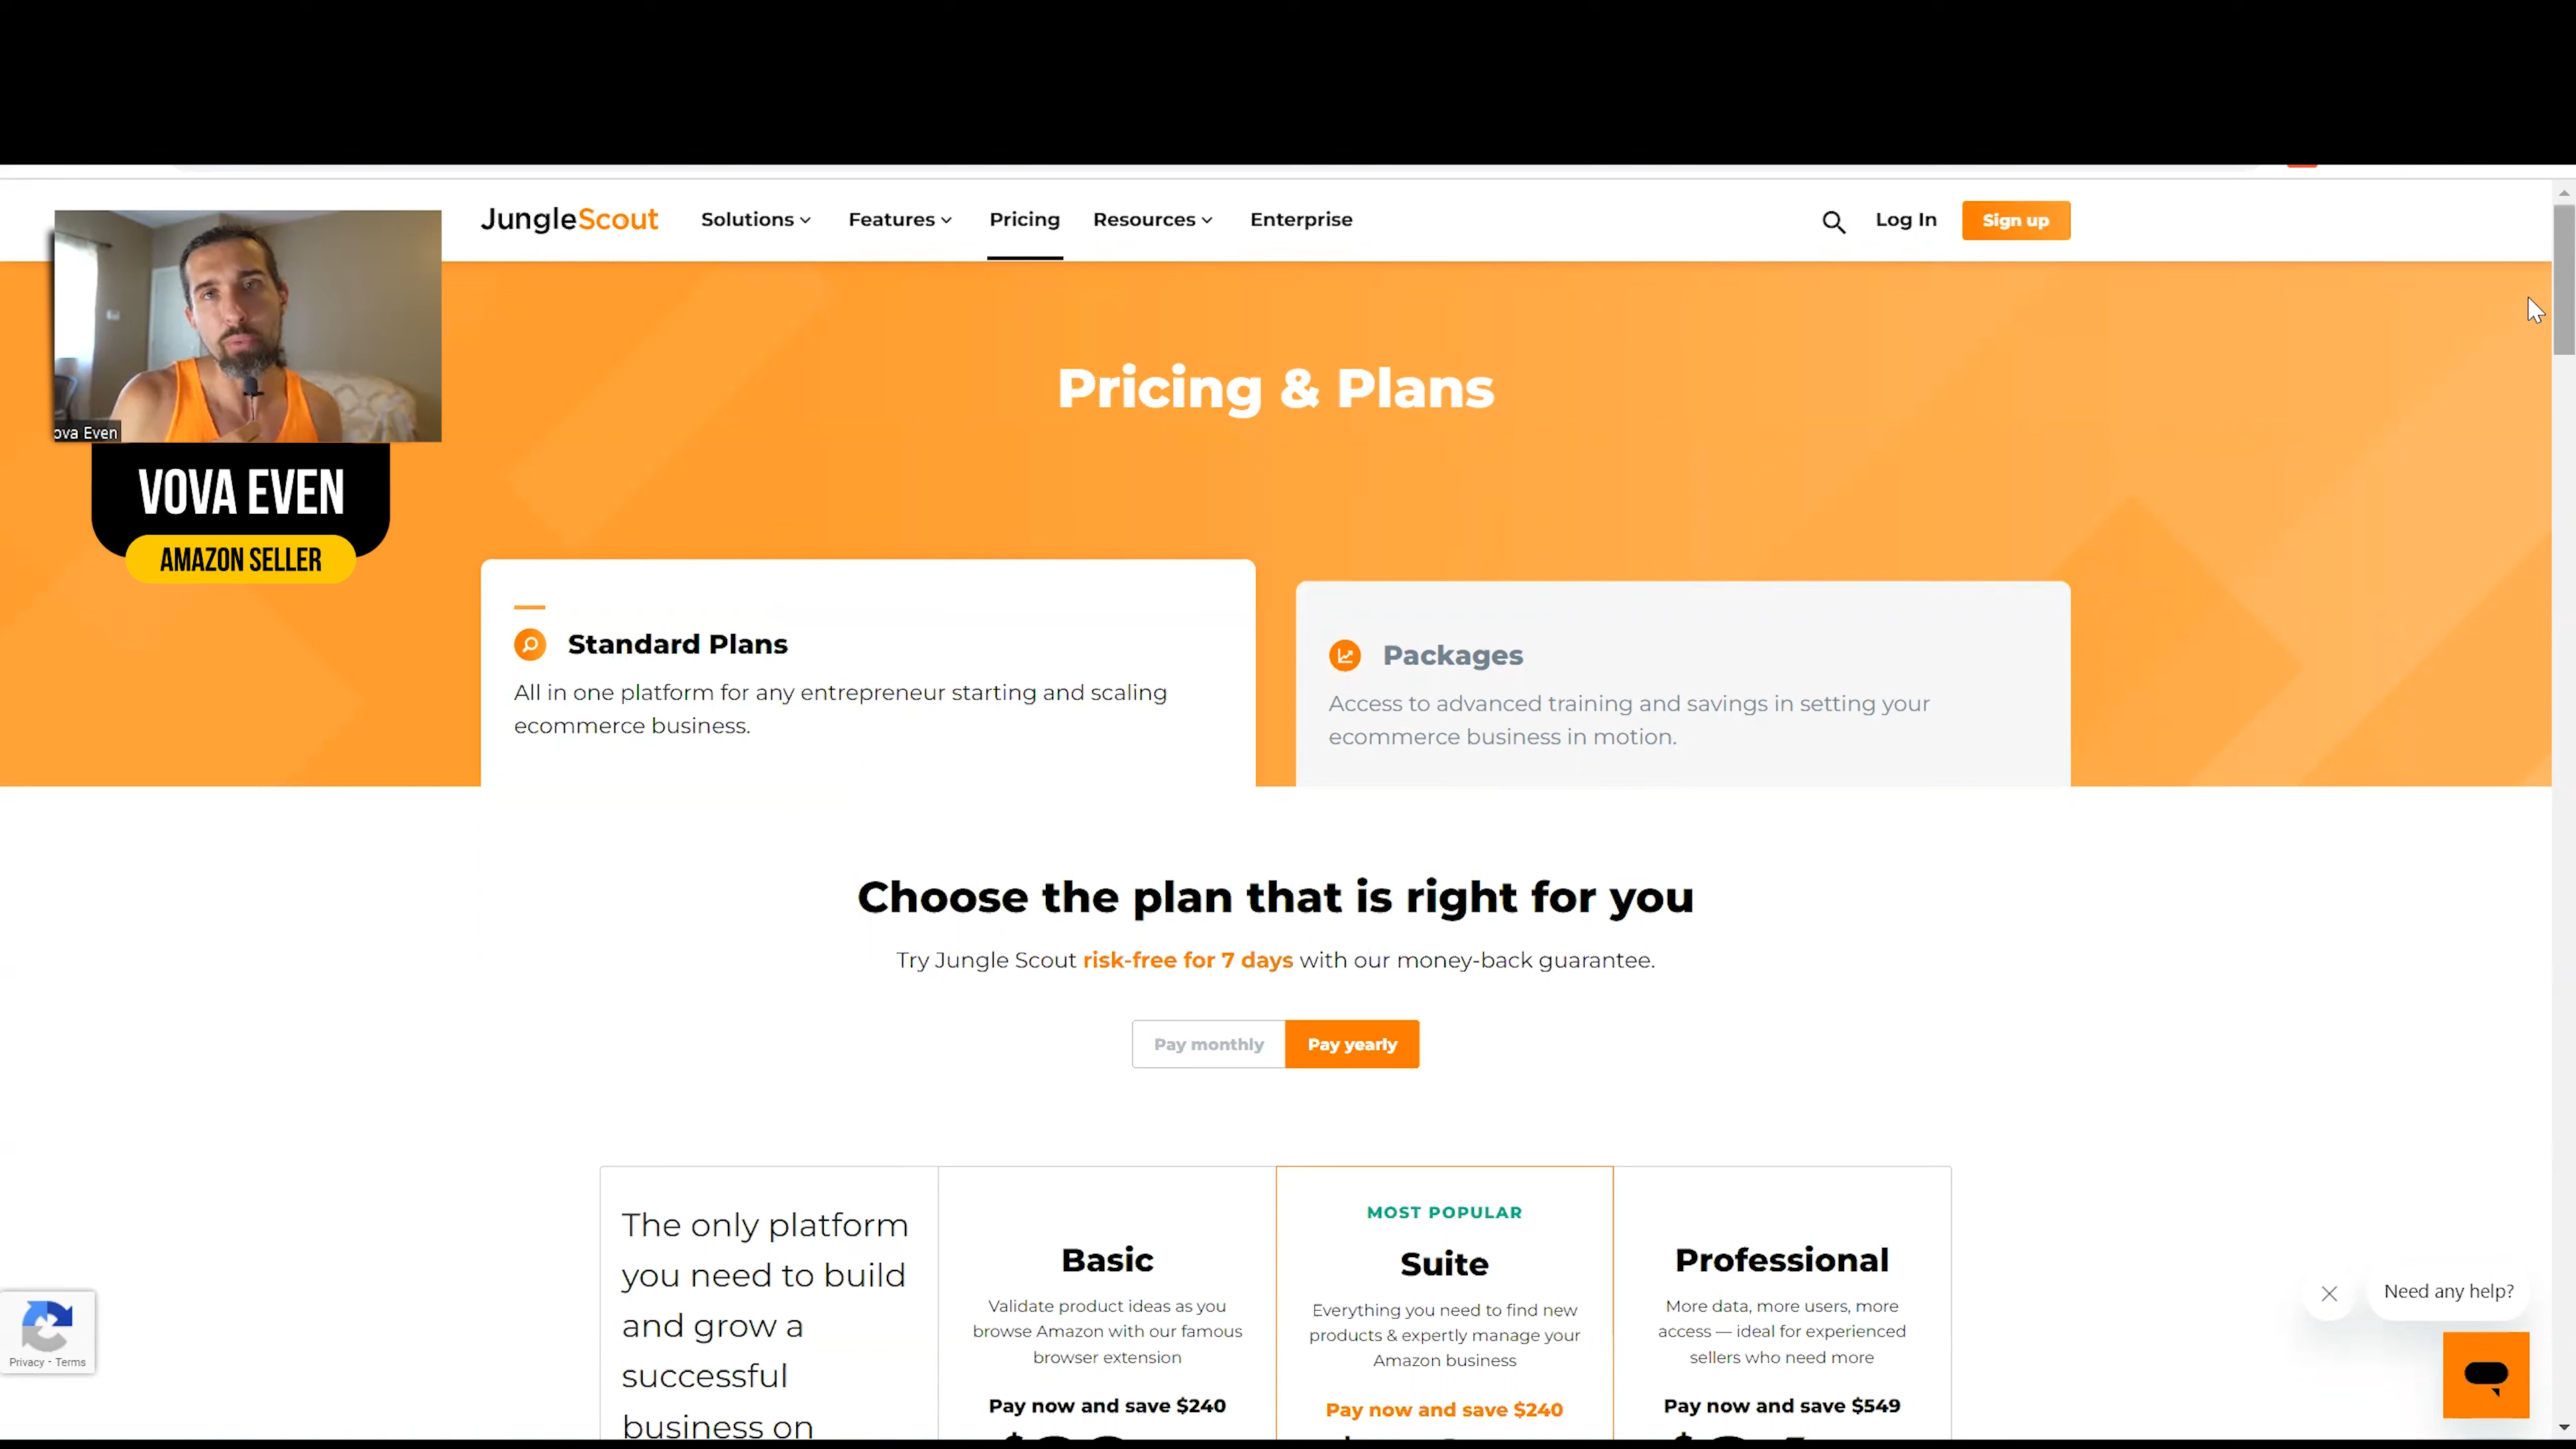 JungleScout
Solutions
Features
Pricing
Resources
Enterprise
Log In
Sign up
ova Even
VOVA EVEN
AMAZON SELLER
Pricing & Plans
Standard Plans
All in one platform for any entrepreneur starting and scaling
ecommerce business.
Packages
Access to advanced training and savings in setting your
ecommerce business in motion.
Choose the plan that is right for you
Try Jungle Scout risk-free for 7 days with our money-back guarantee.
Pay monthly
Pay yearly
The only platform
you need to build
and grow a
successful
business on
Basic
Validate product ideas as you
browse Amazon with our famous
browser extension
Pay now and save $240
MOST POPULAR
Suite
Everything you need to find new
products & expertly manage your
Amazon business
Pay now and save $240
Professional
More data, more users, more
access — ideal for experienced
sellers who need more
Pay now and save $549
Need any help?
Privacy - Terms